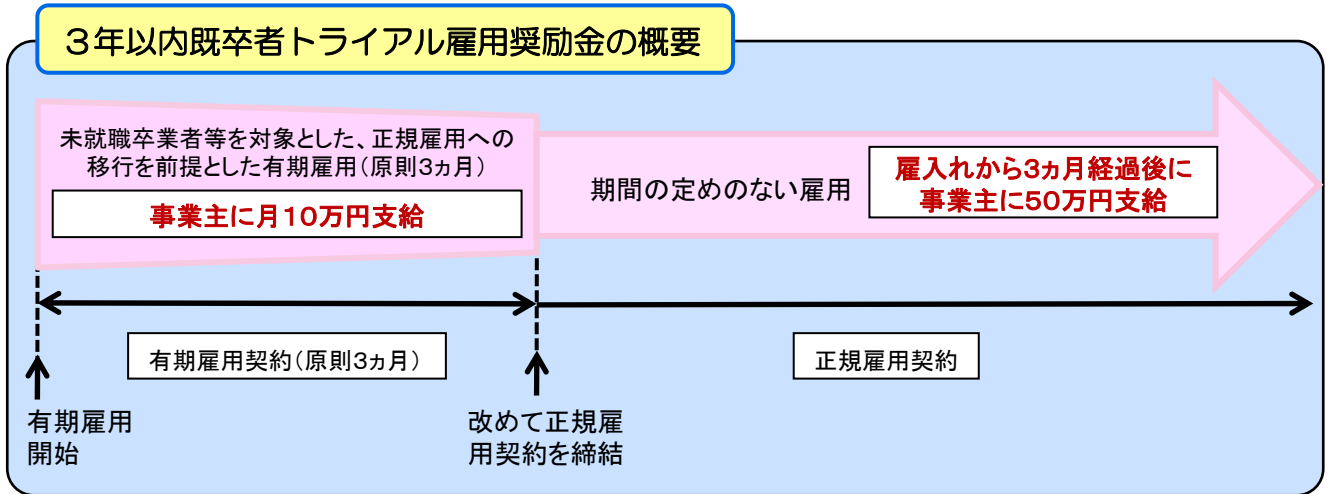 ３年以内既卒者トライアル雇用奨励金の概要
未就職卒業者等を対象とした、正規雇用への
移行を前提とした有期雇用（原則３ヵ月）
事業主に月１０万円支給
期間の定めのない雇用
雇入れから３ヵ月経過後に
事業主に５０万円支給
有期雇用契約（原則３ヵ月）
正規雇用契約
有期雇用
開始
改めて正規雇
用契約を締結